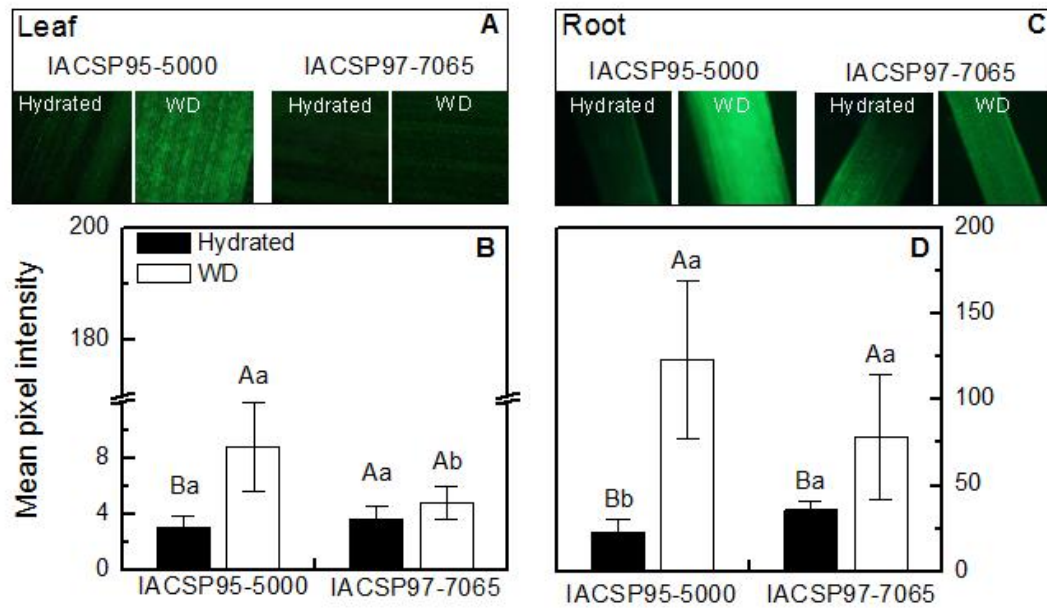 Leaf A
IACSP95-5000 IACSP97-7065
Hydrated WD Hydrated WD
Root C
IACSP95-5000 IACSP97-7065
Hydrated WD Hydrated WD
Mean pixel intensity
200
180
8
4
0
Hydrated
WD
B
Ba Aa Aa Ab
IACSP95-5000 IACSP97-7065
D
Bb Aa Ba Aa
IACSP95-5000 IACSP97-7065
200
150
100
50
0